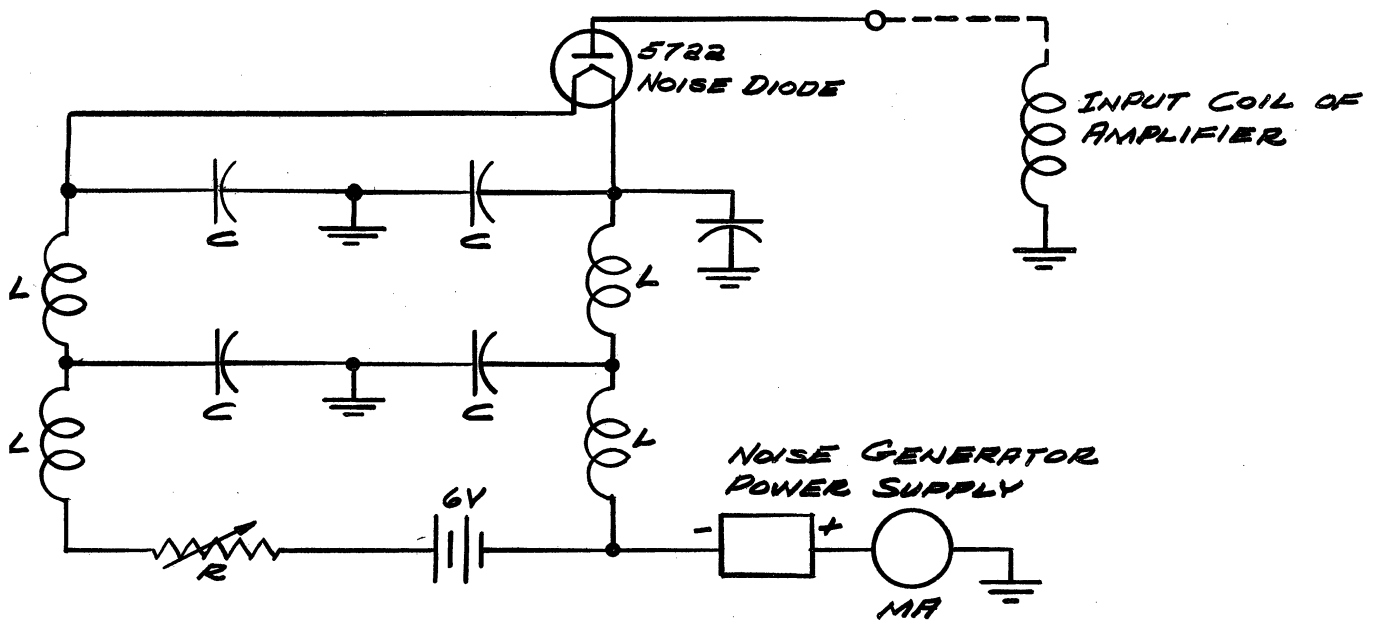 5722
NOISE DIODE
INPUT COIL OF
AMPLIFIER
C
C
L
L
C
C
L
L
NOISE GENERATOR
POWER SUPPLY
6V
- +
R
MA